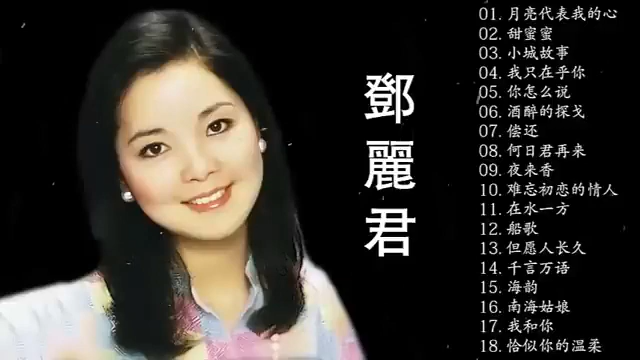 鄧麗君
01. 月亮代表我的心
02. 甜蜜蜜
03. 小城故事
04. 我只在乎你
05. 你怎么说
06. 酒醉的探戈
07. 偿还
08. 何日君再来
09. 夜来香
10. 难忘初恋的情人
11. 在水一方
12. 船歌
13. 但愿人长久
14. 千言万语
15. 海韵
16. 南海姑娘
17. 我和你
18. 恰似你的温柔